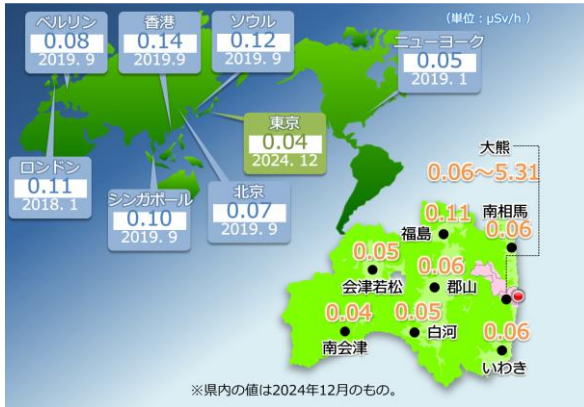 (単位:μSv/h)
ベルリン
0.08
2019. 9
香港
0.14
2019.9
ソウル
0.12
2019. 9
ニューヨーク
0.05
2019. 1
東京
0.04
2024. 12
ロンドン
0.11
2018. 1
シンガポール
0.10
2019. 9
北京
0.07
2019. 9
大熊
0.06～5.31
南相馬
0.06
福島
0.11
会津若松
0.05
郡山
0.06
南会津
0.04
白河
0.05
いわき
0.06
※県内の値は2024年12月のもの。